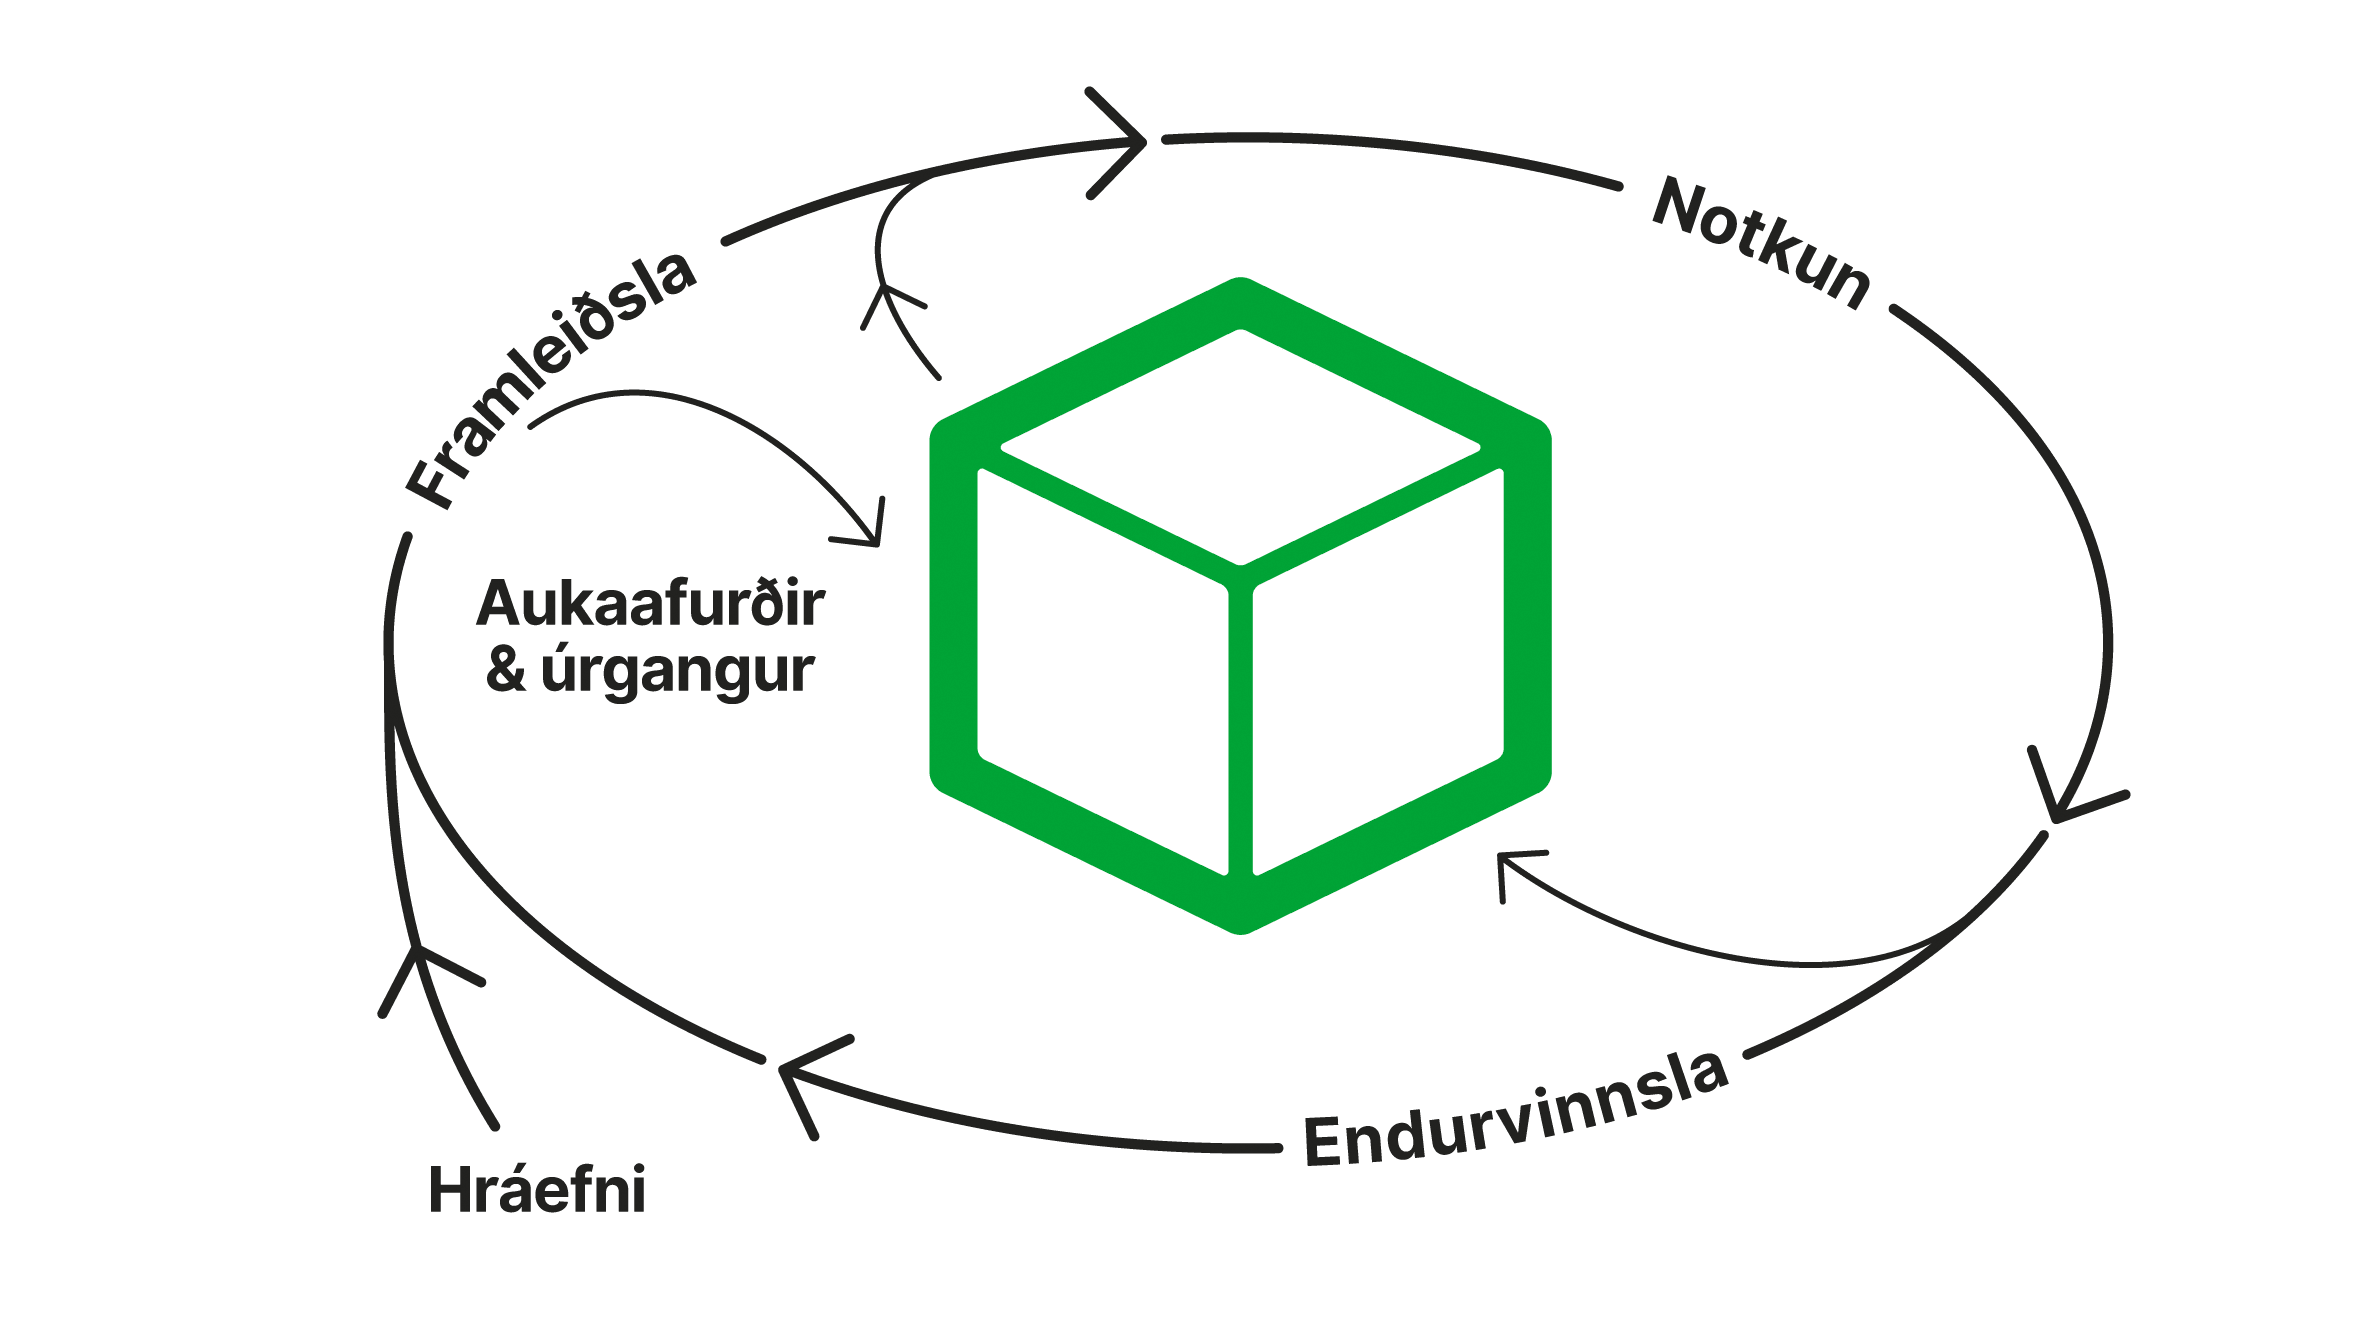 Framleiðsla
Notkun
Aukaafurðir
& úrgangur
Endurvinnsla
Hráefni